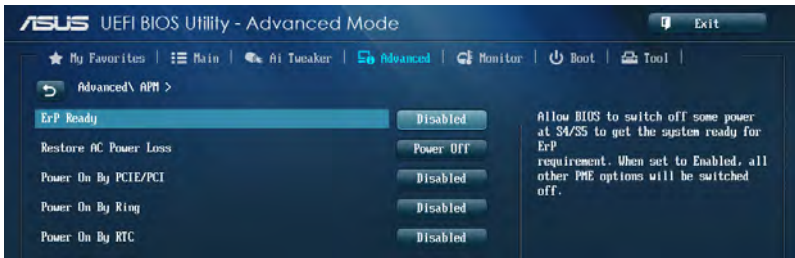 ASUS UEFI BIOS Utility - Advanced Mode
Exit
My Favorites | Main | Ai Tweaker | Advanced | Monitor | Boot | Tool |
Advanced\ APM >
ErP Ready Disabled
Restore AC Power Loss Power Off
Power On By PCIE/PCI Disabled
Power On By Ring Disabled
Power On By RTC Disabled
Allow BIOS to switch off some power
at S4/S5 to get the system ready for
ErP
requirement. When set to Enabled, all
other PME options will be switched
off.